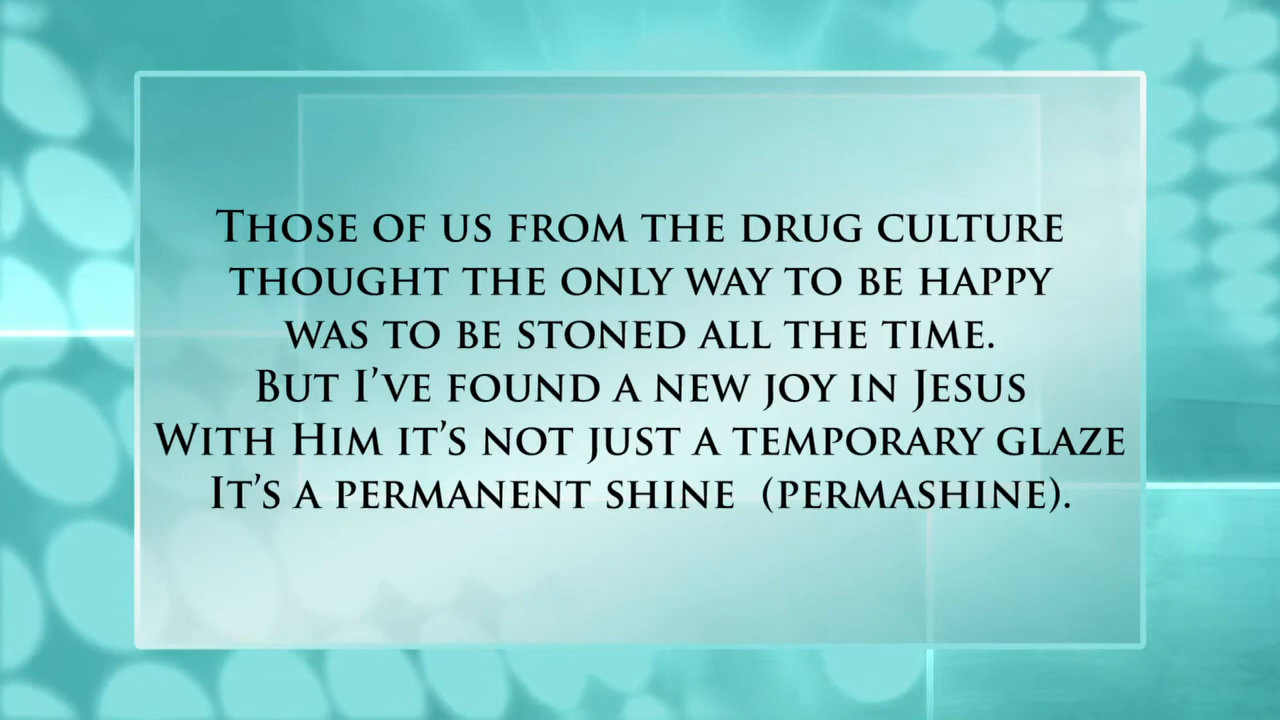 Those of us from the drug culture
thought the only way to be happy
was to be stoned all the time.
But I've found a new joy in Jesus
With Him it's not just a temporary glaze
It's a permanent shine  (permashine).